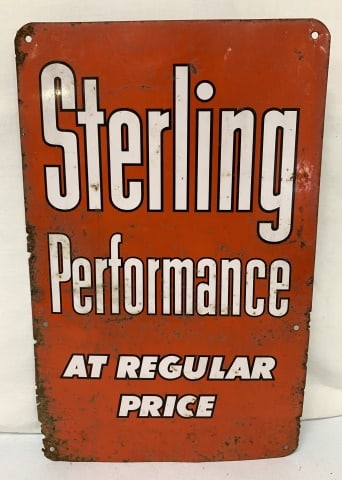 Sterling
Performance
AT REGULAR
PRICE